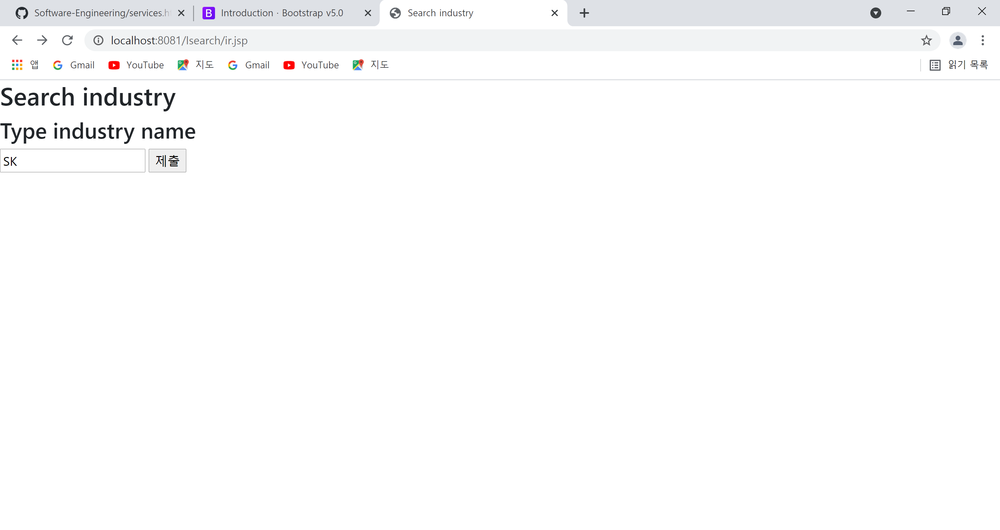 Software-Engineering/services.ht
Introduction · Bootstrap v5.0
Search industry
localhost:8081/Isearch/ir.jsp
앱 Gmail YouTube 지도 Gmail YouTube 지도 읽기 목록
Search industry
Type industry name
SK 제출